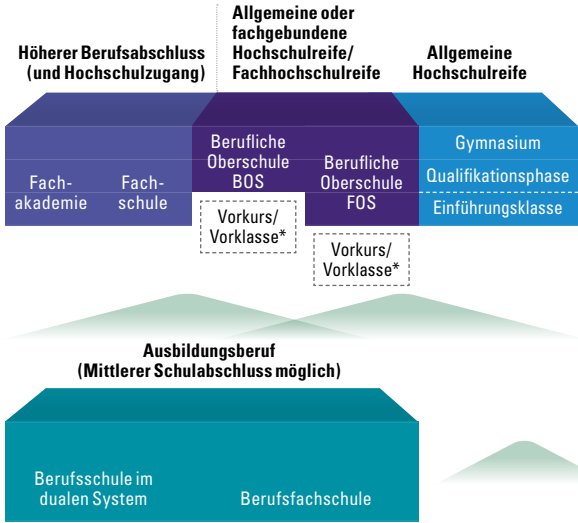 Höherer Berufsabschluss
(und Hochschulzugang)
Allgemeine oder
fachgebundene
Hochschulreife/
Fachhochschulreife
Allgemeine
Hochschulreife
Fach-
akademie
Fach-
schule
Berufliche
Oberschule
BOS
Vorkurs/
Vorklasse*
Berufliche
Oberschule
FOS
Vorkurs/
Vorklasse*
Gymnasium
Qualifikationsphase
Einführungsklasse
Ausbildungsberuf
(Mittlerer Schulabschluss möglich)
Berufsschule im
dualen System
Berufsfachschule